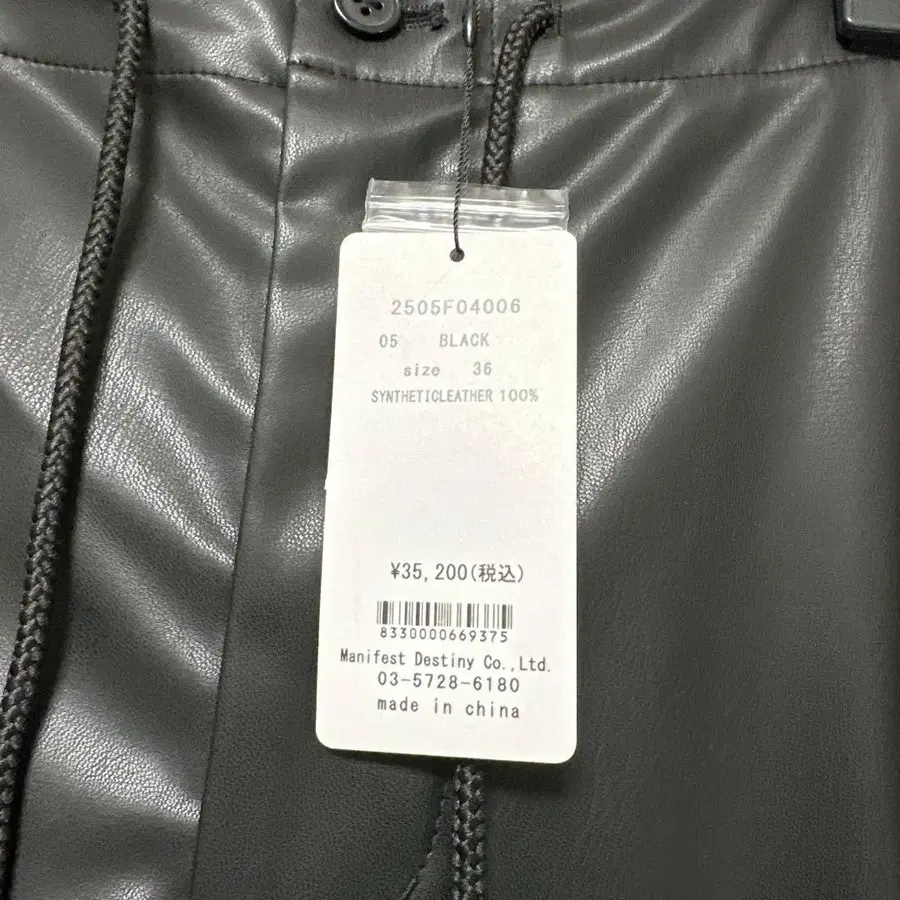 2505F04006
05 BLACK
size 36
SYNTHETICLEATHER 100%
¥35,200(税込)
8330000669375
Manifest Destiny Co.,Ltd.
03-5728-6180
made in china